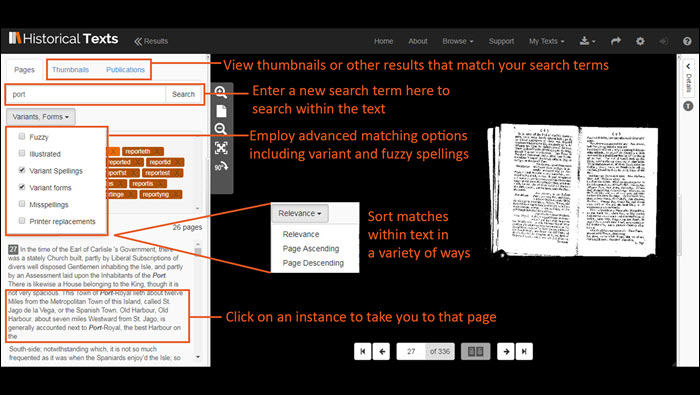 Historical Texts
Results
Home
About
Browse
Support
My Texts
Pages
Thumbnails
Publications
View thumbnails or other results that match your search terms
port
Search
Enter a new search term here to
search within the text
Variants, Forms
Employ advanced matching options
including variant and fuzzy spellings
Fuzzy
Illustrated
Variant Spellings
Variant forms
Misspellings
Printer replacements
reporteth
reported
reportid
reportest
reportis
reportyng
90°
Details
T
26 pages
Relevance
Relevance
Page Ascending
Page Descending
Sort matches
within text in
a variety of ways
27 In the time of the Earl of Carlisle 's Government, there
was a stately Church built, partly by Liberal Subscriptions of
divers well disposed Gentlemen inhabiting the Isle, and partly
by an Assessment laid upon the Inhabitants of the Port.
There is likewise a House belonging to the King, though it is
not very spacious. This Town of Port-Royal lieth about twelve
Miles from the Metropolitan Town of this Island, called St.
Jago de la Vega, or the Spanish Town. Old Harbour, Old
Harbour, about seven miles Westward from St. Jago, is
generally accounted next to Port-Royal, the best Harbour on
the
South-side; notwithstanding which, it is not so much
frequented as it was when the Spaniards enjoy'd the Isle; so
Click on an instance to take you to that page
27
of 336